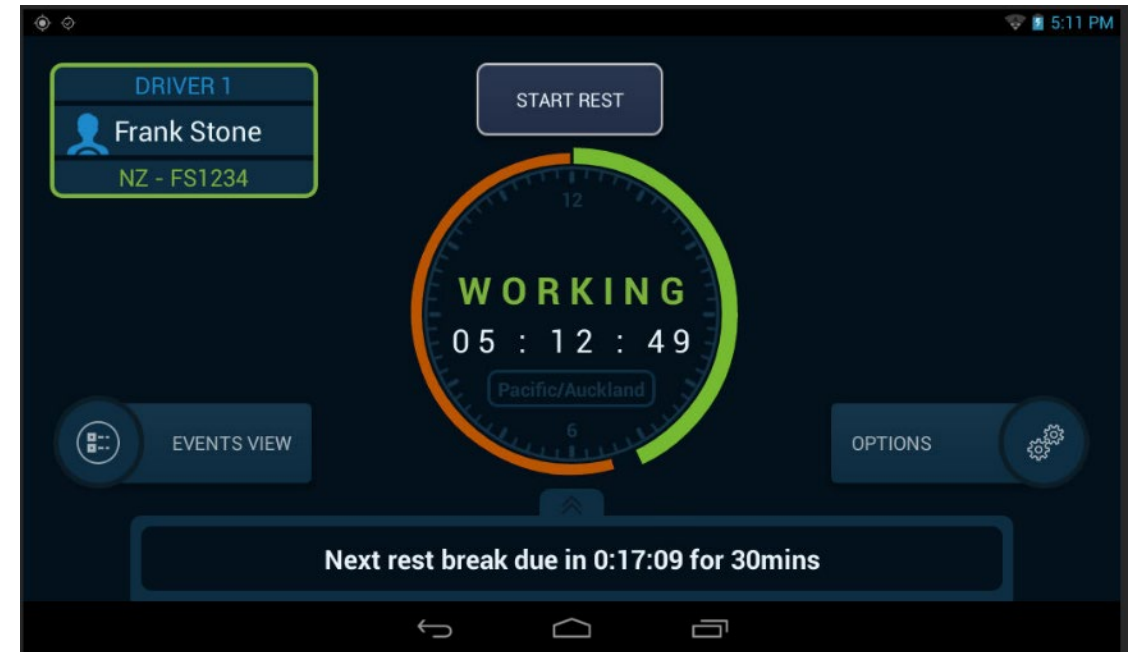 5:11 PM
DRIVER 1
Frank Stone
NZ - FS1234
START REST
12
WORKING
05 : 12 : 49
Pacific/Auckland
6
EVENTS VIEW
OPTIONS
Next rest break due in 0:17:09 for 30mins